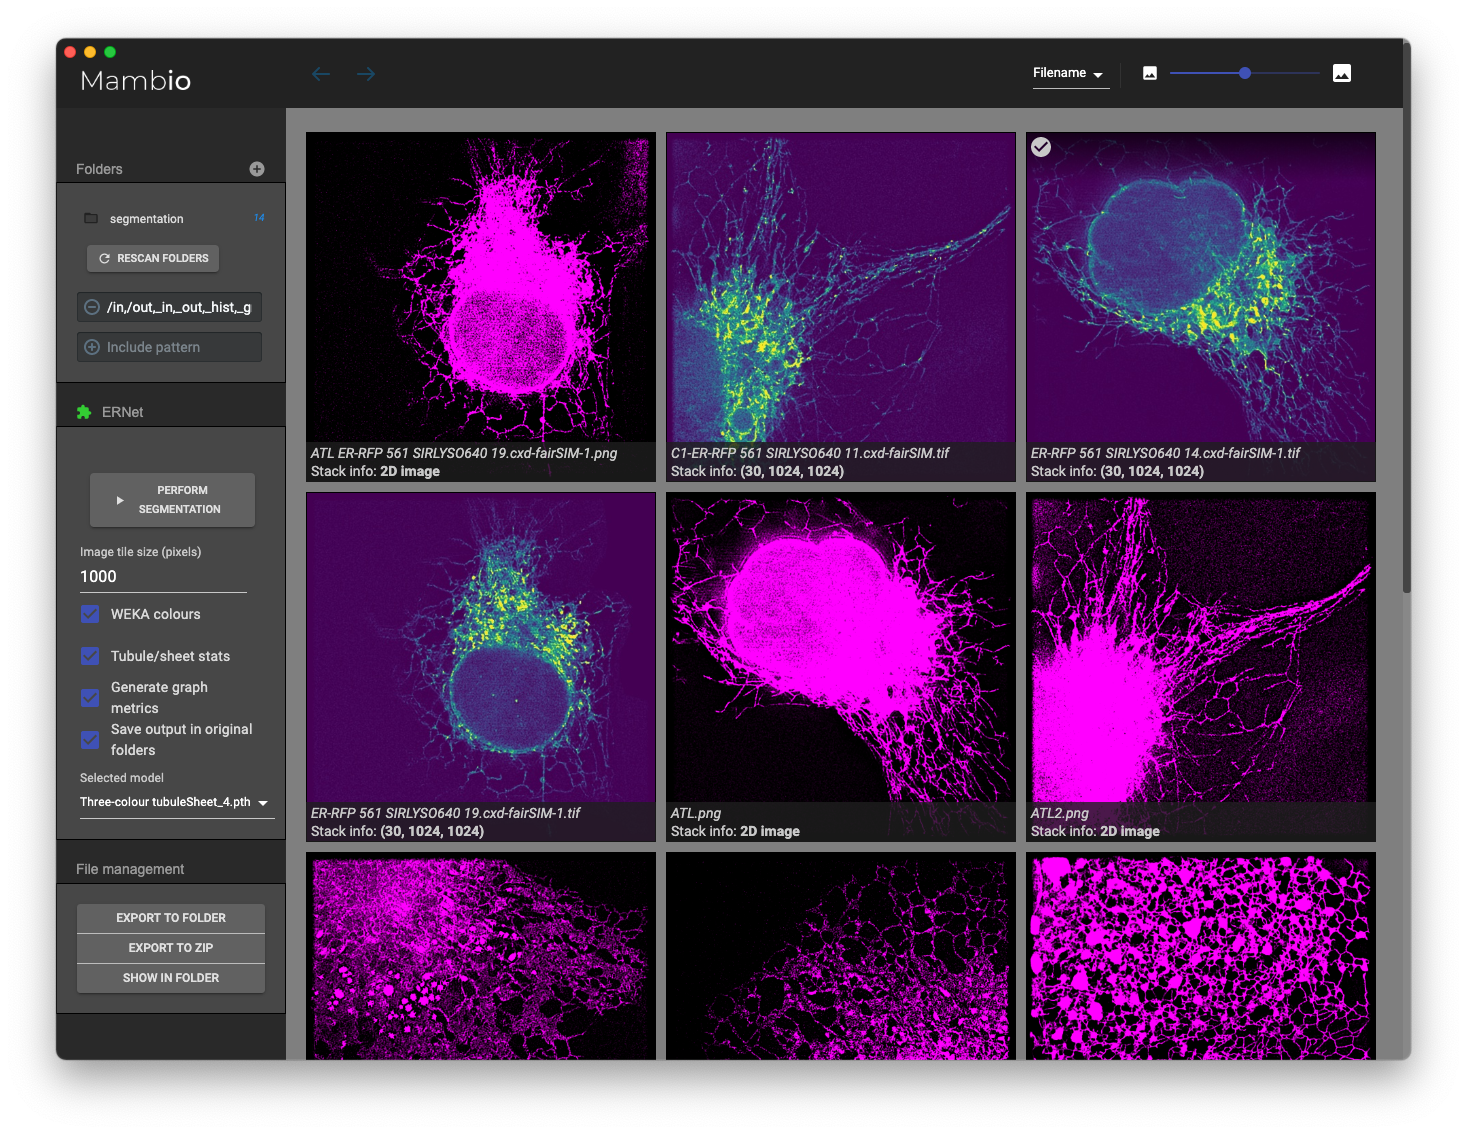 Mambio
Filename
Folders
segmentation 14
RESCAN FOLDERS
/in,/out,_in,_out,_hist,_g
Include pattern
ERNet
PERFORM
SEGMENTATION
Image tile size (pixels)
1000
WEKA colours
Tubule/sheet stats
Generate graph
metrics
Save output in original
folders
Selected model
Three-colour tubuleSheet_4.pth
File management
EXPORT TO FOLDER
EXPORT TO ZIP
SHOW IN FOLDER
ATL ER-RFP 561 SIRLYSO640 19.cxd-fairSIM-1.png
Stack info: 2D image
C1-ER-RFP 561 SIRLYSO640 11.cxd-fairSIM.tif
Stack info: (30, 1024, 1024)
ER-RFP 561 SIRLYSO640 14.cxd-fairSIM-1.tif
Stack info: (30, 1024, 1024)
ER-RFP 561 SIRLYSO640 19.cxd-fairSIM-1.tif
Stack info: (30, 1024, 1024)
ATL.png
Stack info: 2D image
ATL2.png
Stack info: 2D image